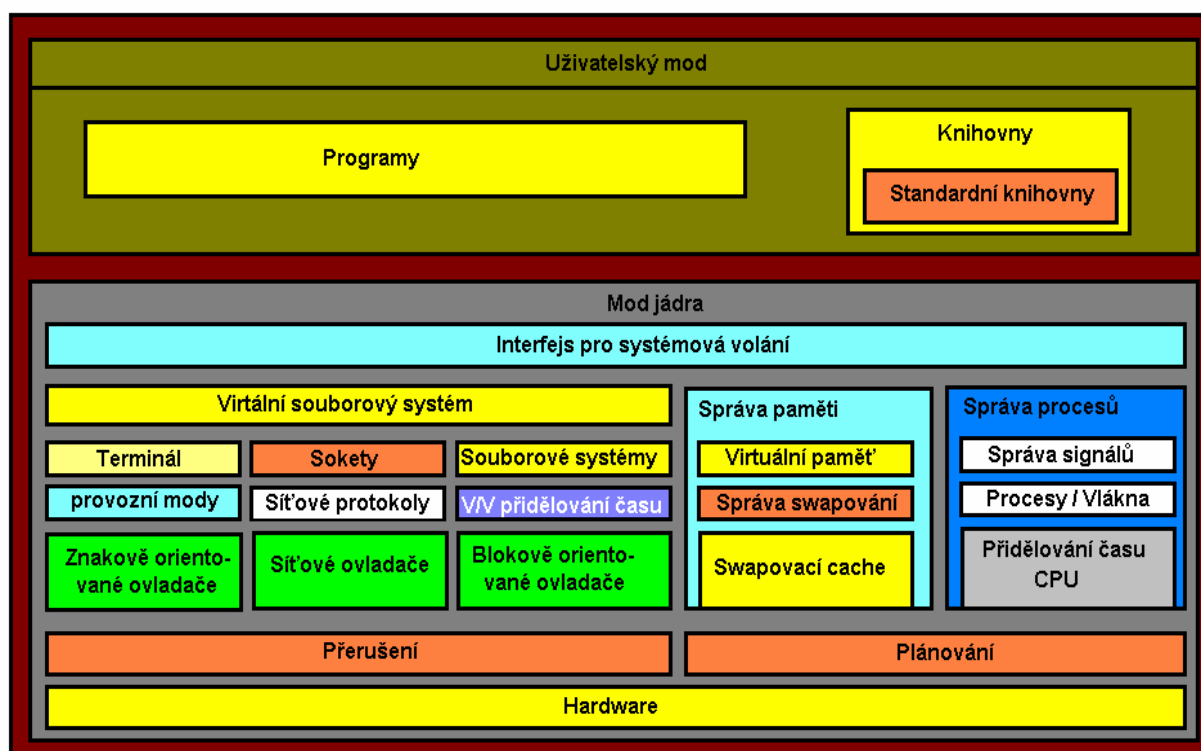 Uživatelský mod
Programy
Knihovny
Standardní knihovny
Mod jádra
Interfejs pro systémová volání
Virtální souborový systém
Terminál
Sokety
Souborové systémy
provozní mody
Síťové protokoly
V/V přidělování času
Znakově oriento-
vané ovladače
Síťové ovladače
Blokově oriento-
vané ovladače
Správa paměti
Virtuální paměť
Správa swapování
Swapovací cache
Správa procesů
Správa signálů
Procesy / Vlákna
Přidělování času
CPU
Přerušení
Plánování
Hardware